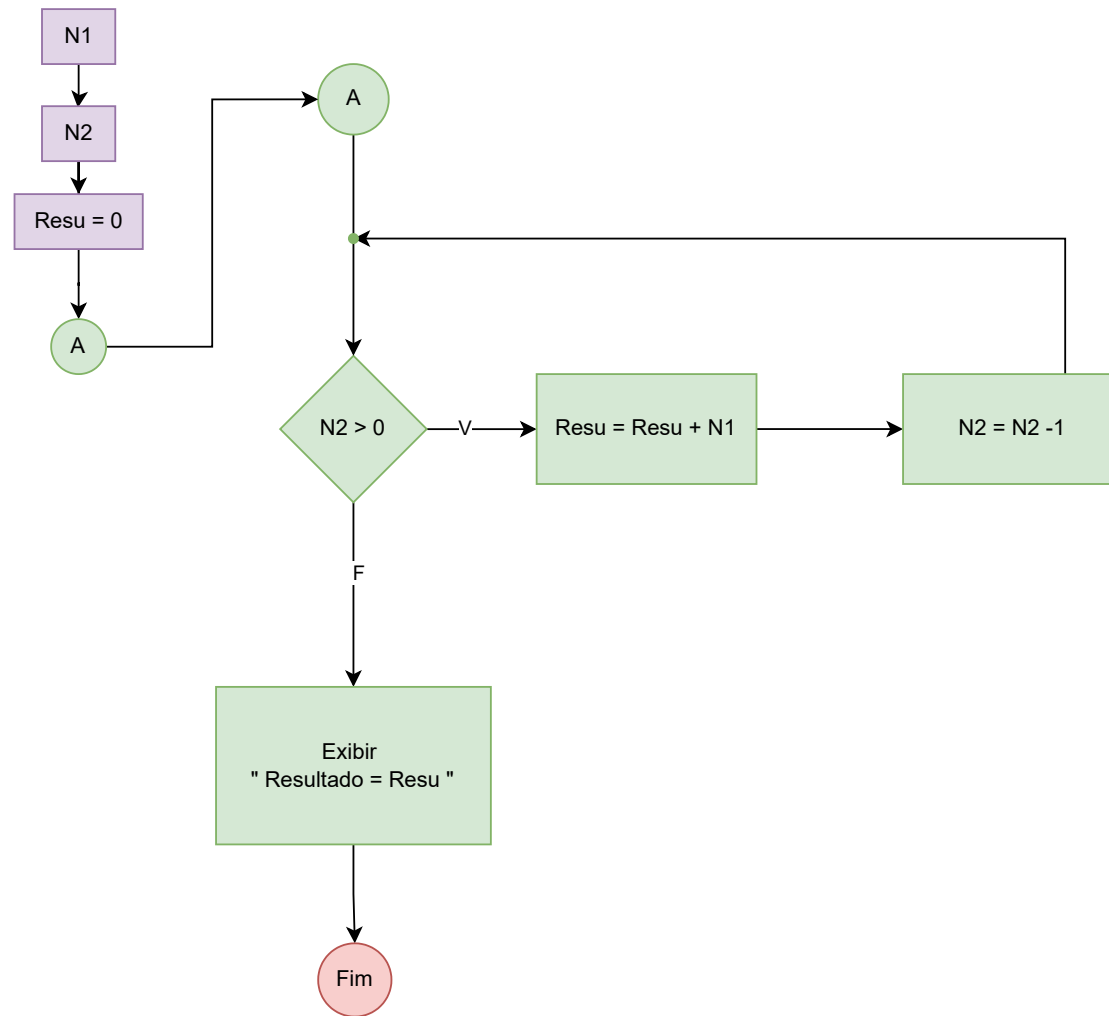 N1
N2
Resu = 0
A
A
N2 > 0
V
Resu = Resu + N1
N2 = N2 -1
F
Exibir
" Resultado = Resu "
Fim